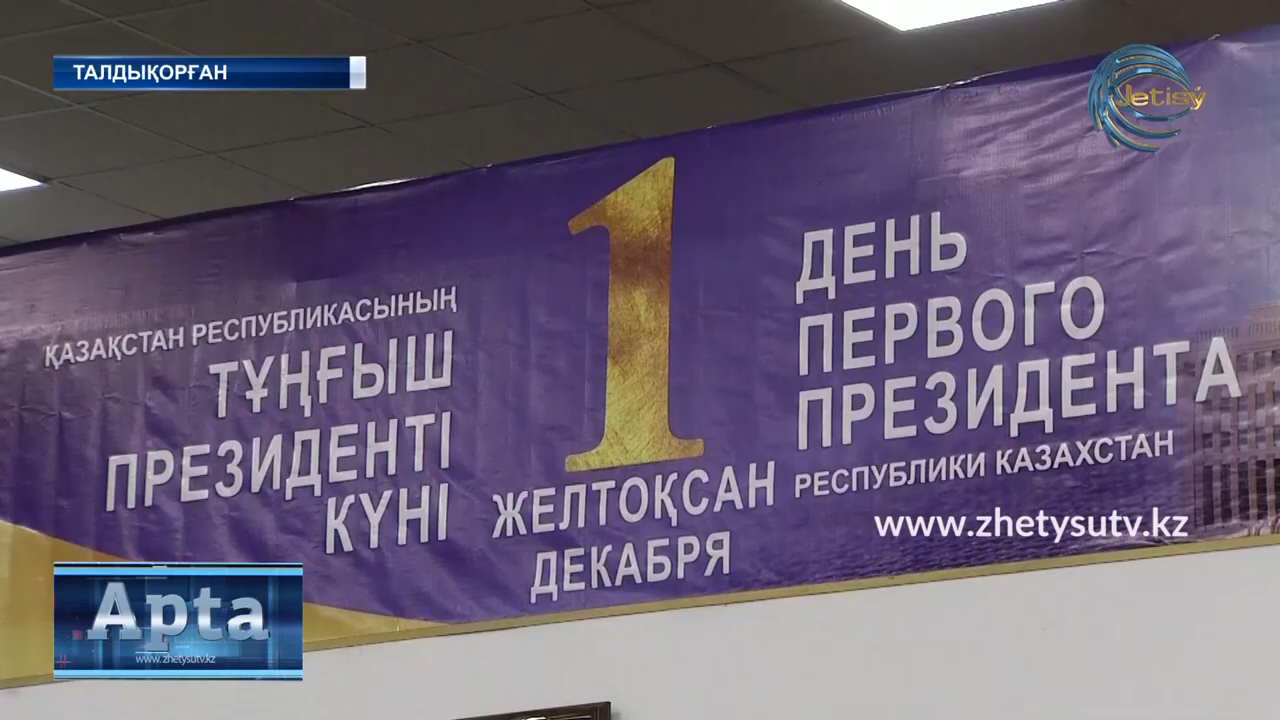 ТАЛДЫҚОРҒАН
Jetisý
ҚАЗАҚСТАН РЕСПУБЛИКАСЫНЫҢ
ТҰҢҒЫШ
ПРЕЗИДЕНТІ
КҮНІ
1
ЖЕЛТОҚСАН
ДЕКАБРЯ
ДЕНЬ
ПЕРВОГО
ПРЕЗИДЕНТА
РЕСПУБЛИКИ КАЗАХСТАН
www.zhetysutv.kz
Apta
www.zhetysutv.kz